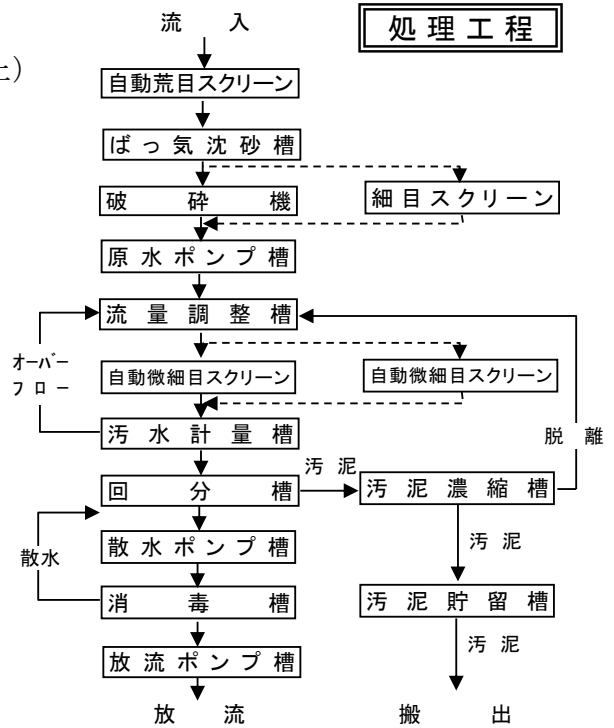 流 入
処理工程
上)
自動荒目スクリーン
ばっ気沈砂槽
破砕機
細目スクリーン
原水ポンプ槽
流量調整槽
オーバー
フロー
自動微細目スクリーン
自動微細目スクリーン
汚水計量槽
脱 離
汚 泥
回分槽
汚泥濃縮槽
散水
散水ポンプ槽
汚 泥
消毒槽
汚泥貯留槽
放流ポンプ槽
汚 泥
放 流
搬 出